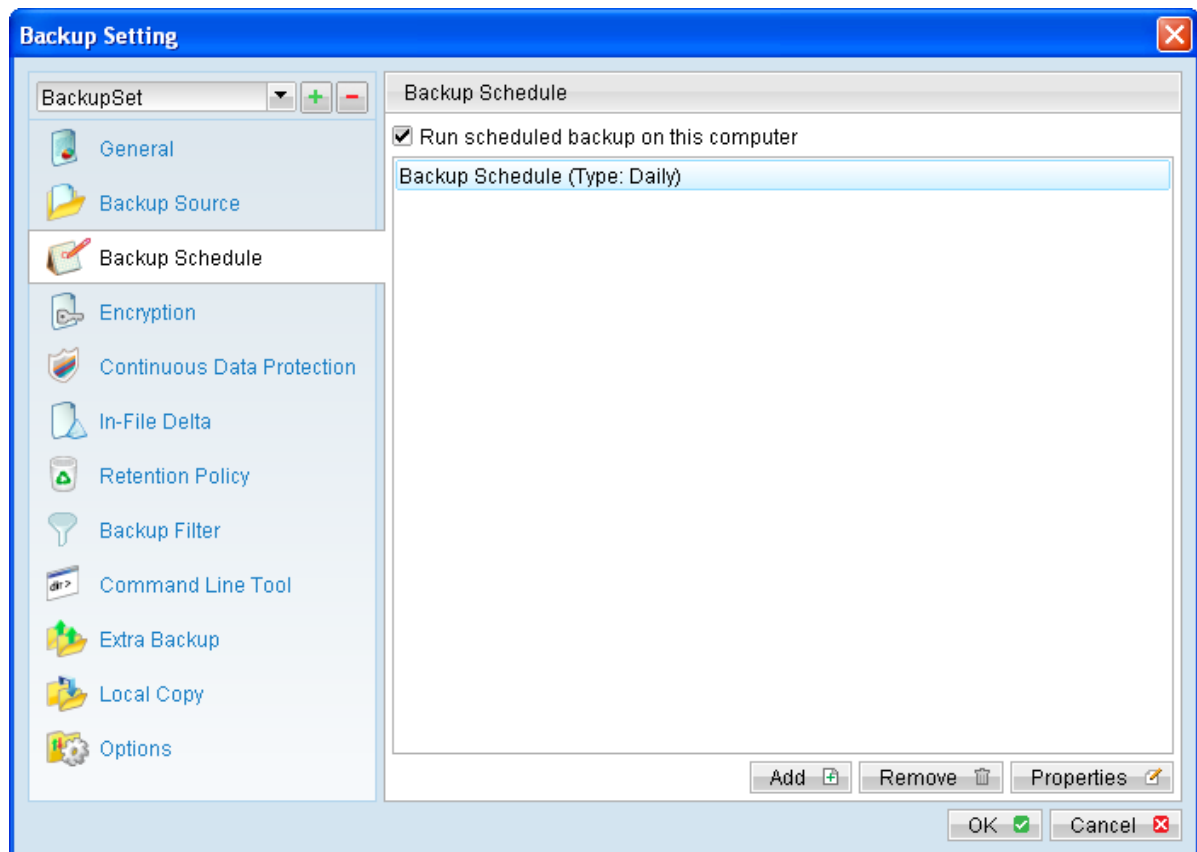 Backup Setting
BackupSet
General
Backup Source
Backup Schedule
Encryption
Continuous Data Protection
In-File Delta
Retention Policy
Backup Filter
dir>
Command Line Tool
Extra Backup
Local Copy
Options
Backup Schedule
Run scheduled backup on this computer
Backup Schedule (Type: Daily)
Add
Remove
Properties
OK
Cancel